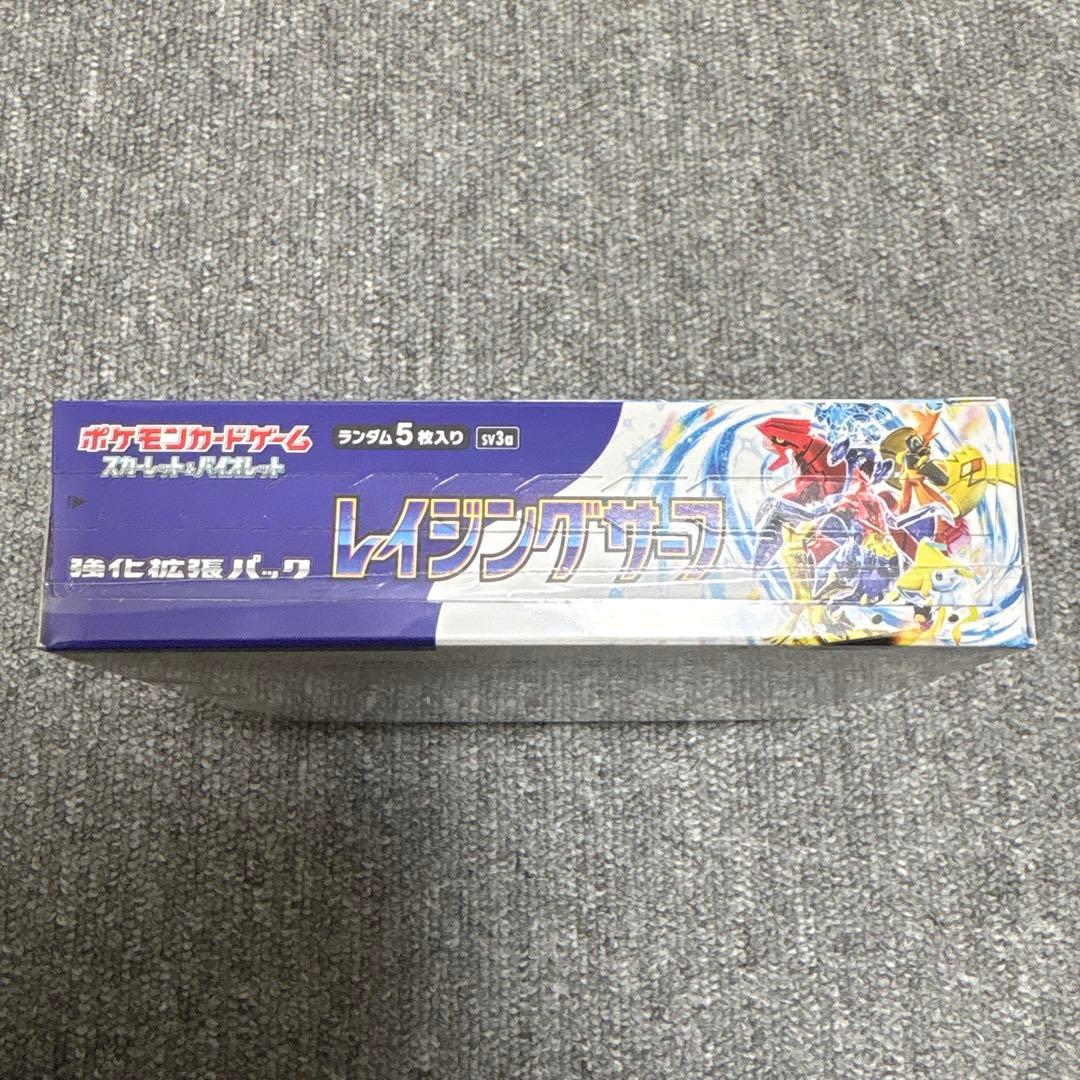 ポケモンカードゲーム
スカーレット&バイオレット
ランダム5枚入り
sv3a
強化拡張パック
レイジングサーフ